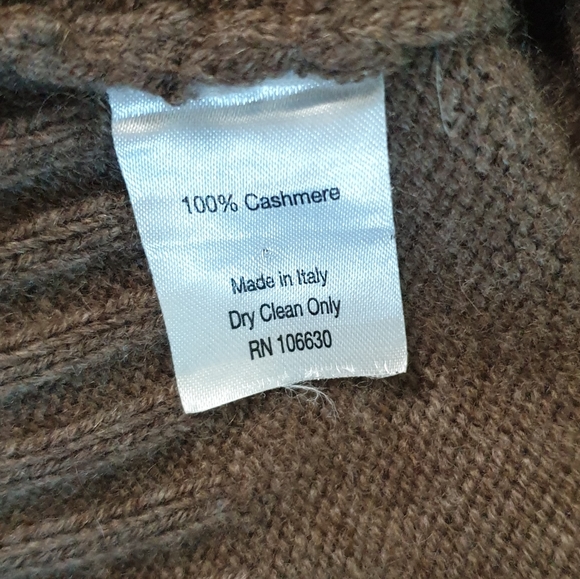 100% Cashmere
Made in Italy
Dry Clean Only
RN 106630